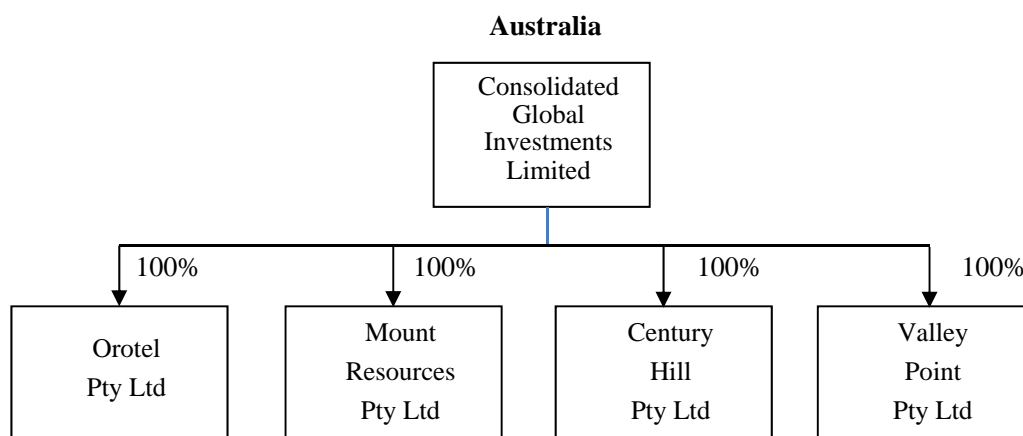 Australia
Consolidated
Global
Investments
Limited
100%
100%
100%
100%
Orotel
Pty Ltd
Mount
Resources
Pty Ltd
Century
Hill
Pty Ltd
Valley
Point
Pty Ltd